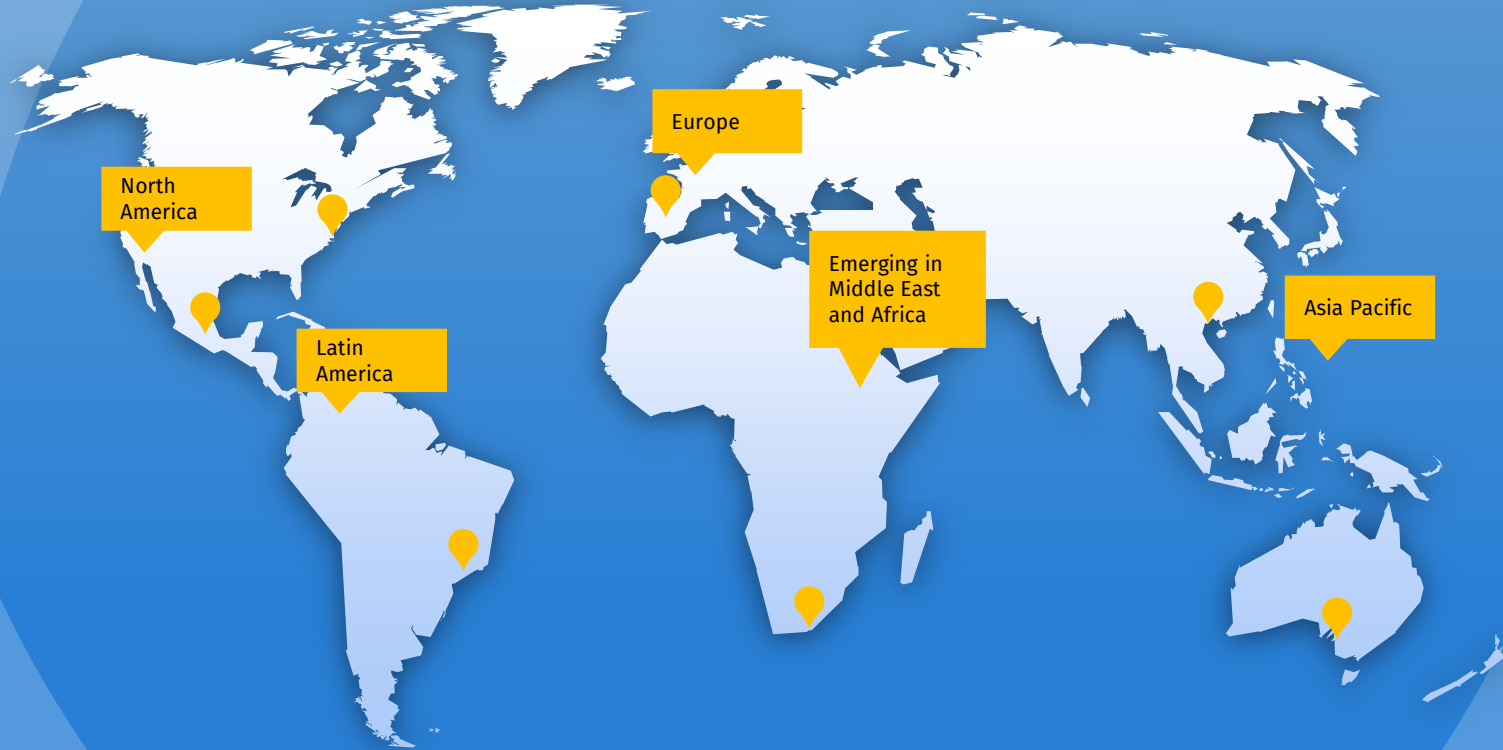 Europe
North
America
Emerging in
Middle East
and Africa
Asia Pacific
Latin
America